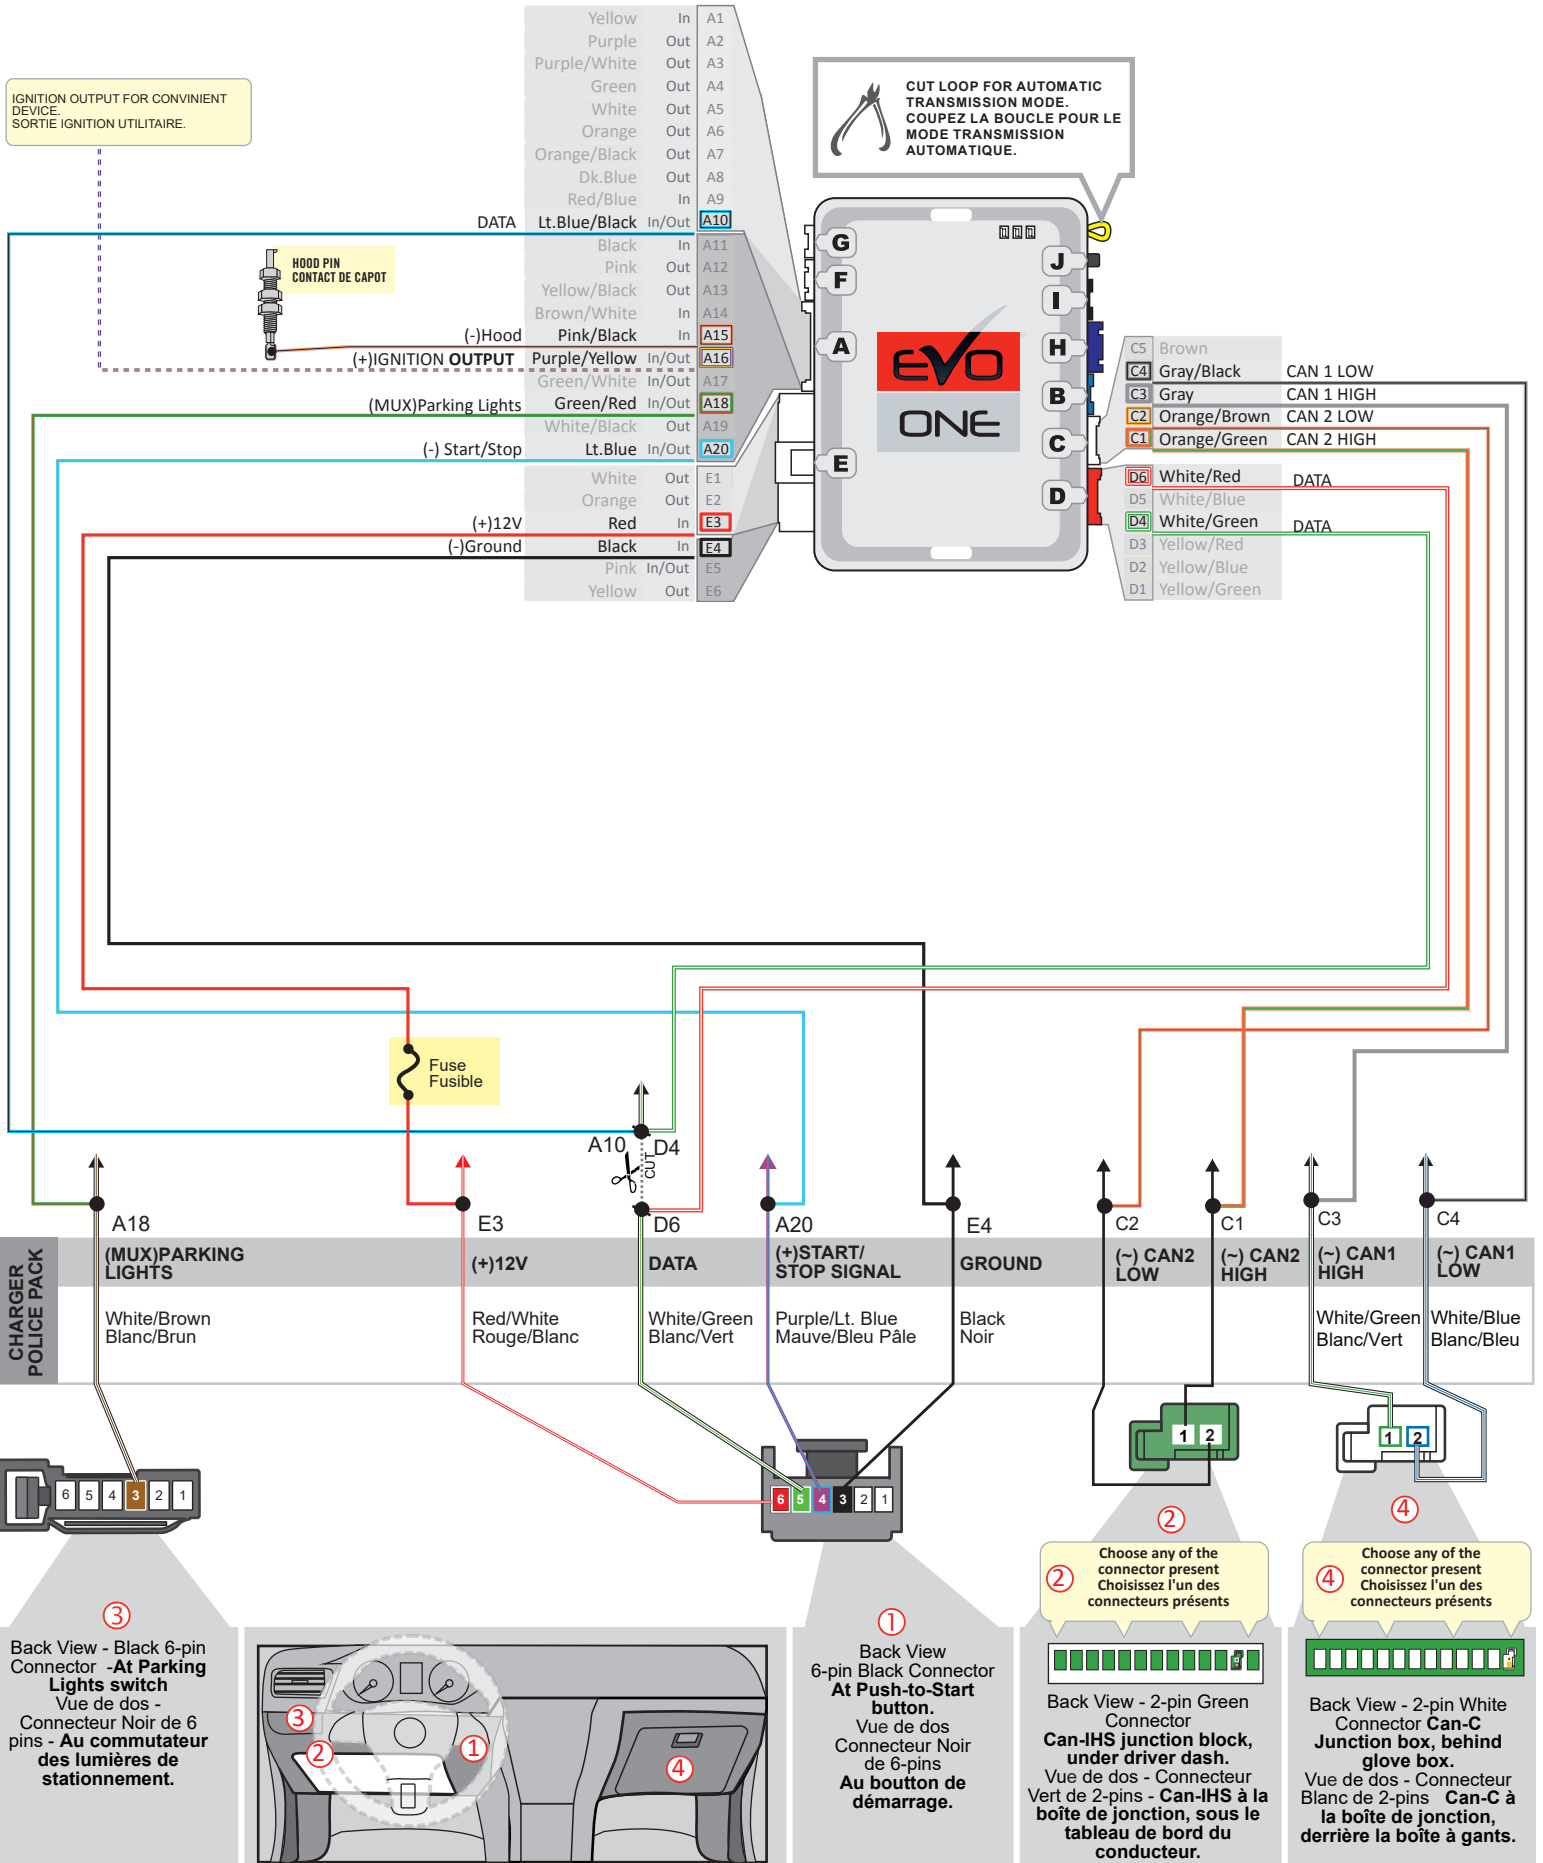 Yellow In A1
Purple Out A2
Purple/White Out A3
Green Out A4
White Out A5
Orange Out A6
Orange/Black Out A7
Dk.Blue Out A8
Red/Blue In A9
DATA Lt.Blue/Black In/Out A10
Black In A11
Pink Out A12
Yellow/Black Out A13
Brown/White In A14
(-)Hood Pink/Black In A15
(+)IGNITION OUTPUT Purple/Yellow In/Out A16
Green/White In/Out A17
(MUX)Parking Lights Green/Red In/Out A18
White/Black Out A19
(-) Start/Stop Lt.Blue In/Out A20
White Out E1
Orange Out E2
(+)12V Red In E3
(-)Ground Black In E4
Pink In/Out E5
Yellow Out E6
IGNITION OUTPUT FOR CONVINIENT
DEVICE.
SORTIE IGNITION UTILITAIRE.
HOOD PIN
CONTACT DE CAPOT
CUT LOOP FOR AUTOMATIC
TRANSMISSION MODE.
COUPEZ LA BOUCLE POUR LE
MODE TRANSMISSION
AUTOMATIQUE.
G
F
A
E
J
I
H
B
C
D
EVO
ONE
C5 Brown
C4 Gray/Black CAN 1 LOW
C3 Gray CAN 1 HIGH
C2 Orange/Brown CAN 2 LOW
C1 Orange/Green CAN 2 HIGH
D6 White/Red DATA
D5 White/Blue
D4 White/Green DATA
D3 Yellow/Red
D2 Yellow/Blue
D1 Yellow/Green
Fuse
Fusible
A10 D4
CUT
A18 E3 D6 A20 E4 C2 C1 C3 C4
CHARGER
POLICE PACK
(MUX)PARKING
LIGHTS
(+)12V
DATA
(+)START/
STOP SIGNAL
GROUND
(~) CAN2
LOW
(~) CAN2
HIGH
(~) CAN1
HIGH
(~) CAN1
LOW
White/Brown
Blanc/Brun
Red/White
Rouge/Blanc
White/Green
Blanc/Vert
Purple/Lt. Blue
Mauve/Bleu Pâle
Black
Noir
White/Green
Blanc/Vert
White/Blue
Blanc/Bleu
6 5 4 3 2 1
6 5 4 3 2 1
1 2
1 2
3
Back View - Black 6-pin
Connector -At Parking
Lights switch
Vue de dos -
Connecteur Noir de 6
pins - Au commutateur
des lumières de
stationnement.
3
2
1
4
1
Back View
6-pin Black Connector
At Push-to-Start
button.
Vue de dos
Connecteur Noir
de 6-pins
Au boutton de
démarrage.
2
2
Choose any of the
connector present
Choisissez l'un des
connecteurs présents
Back View - 2-pin Green
Connector
Can-IHS junction block,
under driver dash.
Vue de dos - Connecteur
Vert de 2-pins - Can-IHS à la
boîte de jonction, sous le
tableau de bord du
conducteur.
4
4
Choose any of the
connector present
Choisissez l'un des
connecteurs présents
Back View - 2-pin White
Connector Can-C
Junction box, behind
glove box.
Vue de dos - Connecteur
Blanc de 2-pins Can-C à
la boîte de jonction,
derrière la boîte à gants.